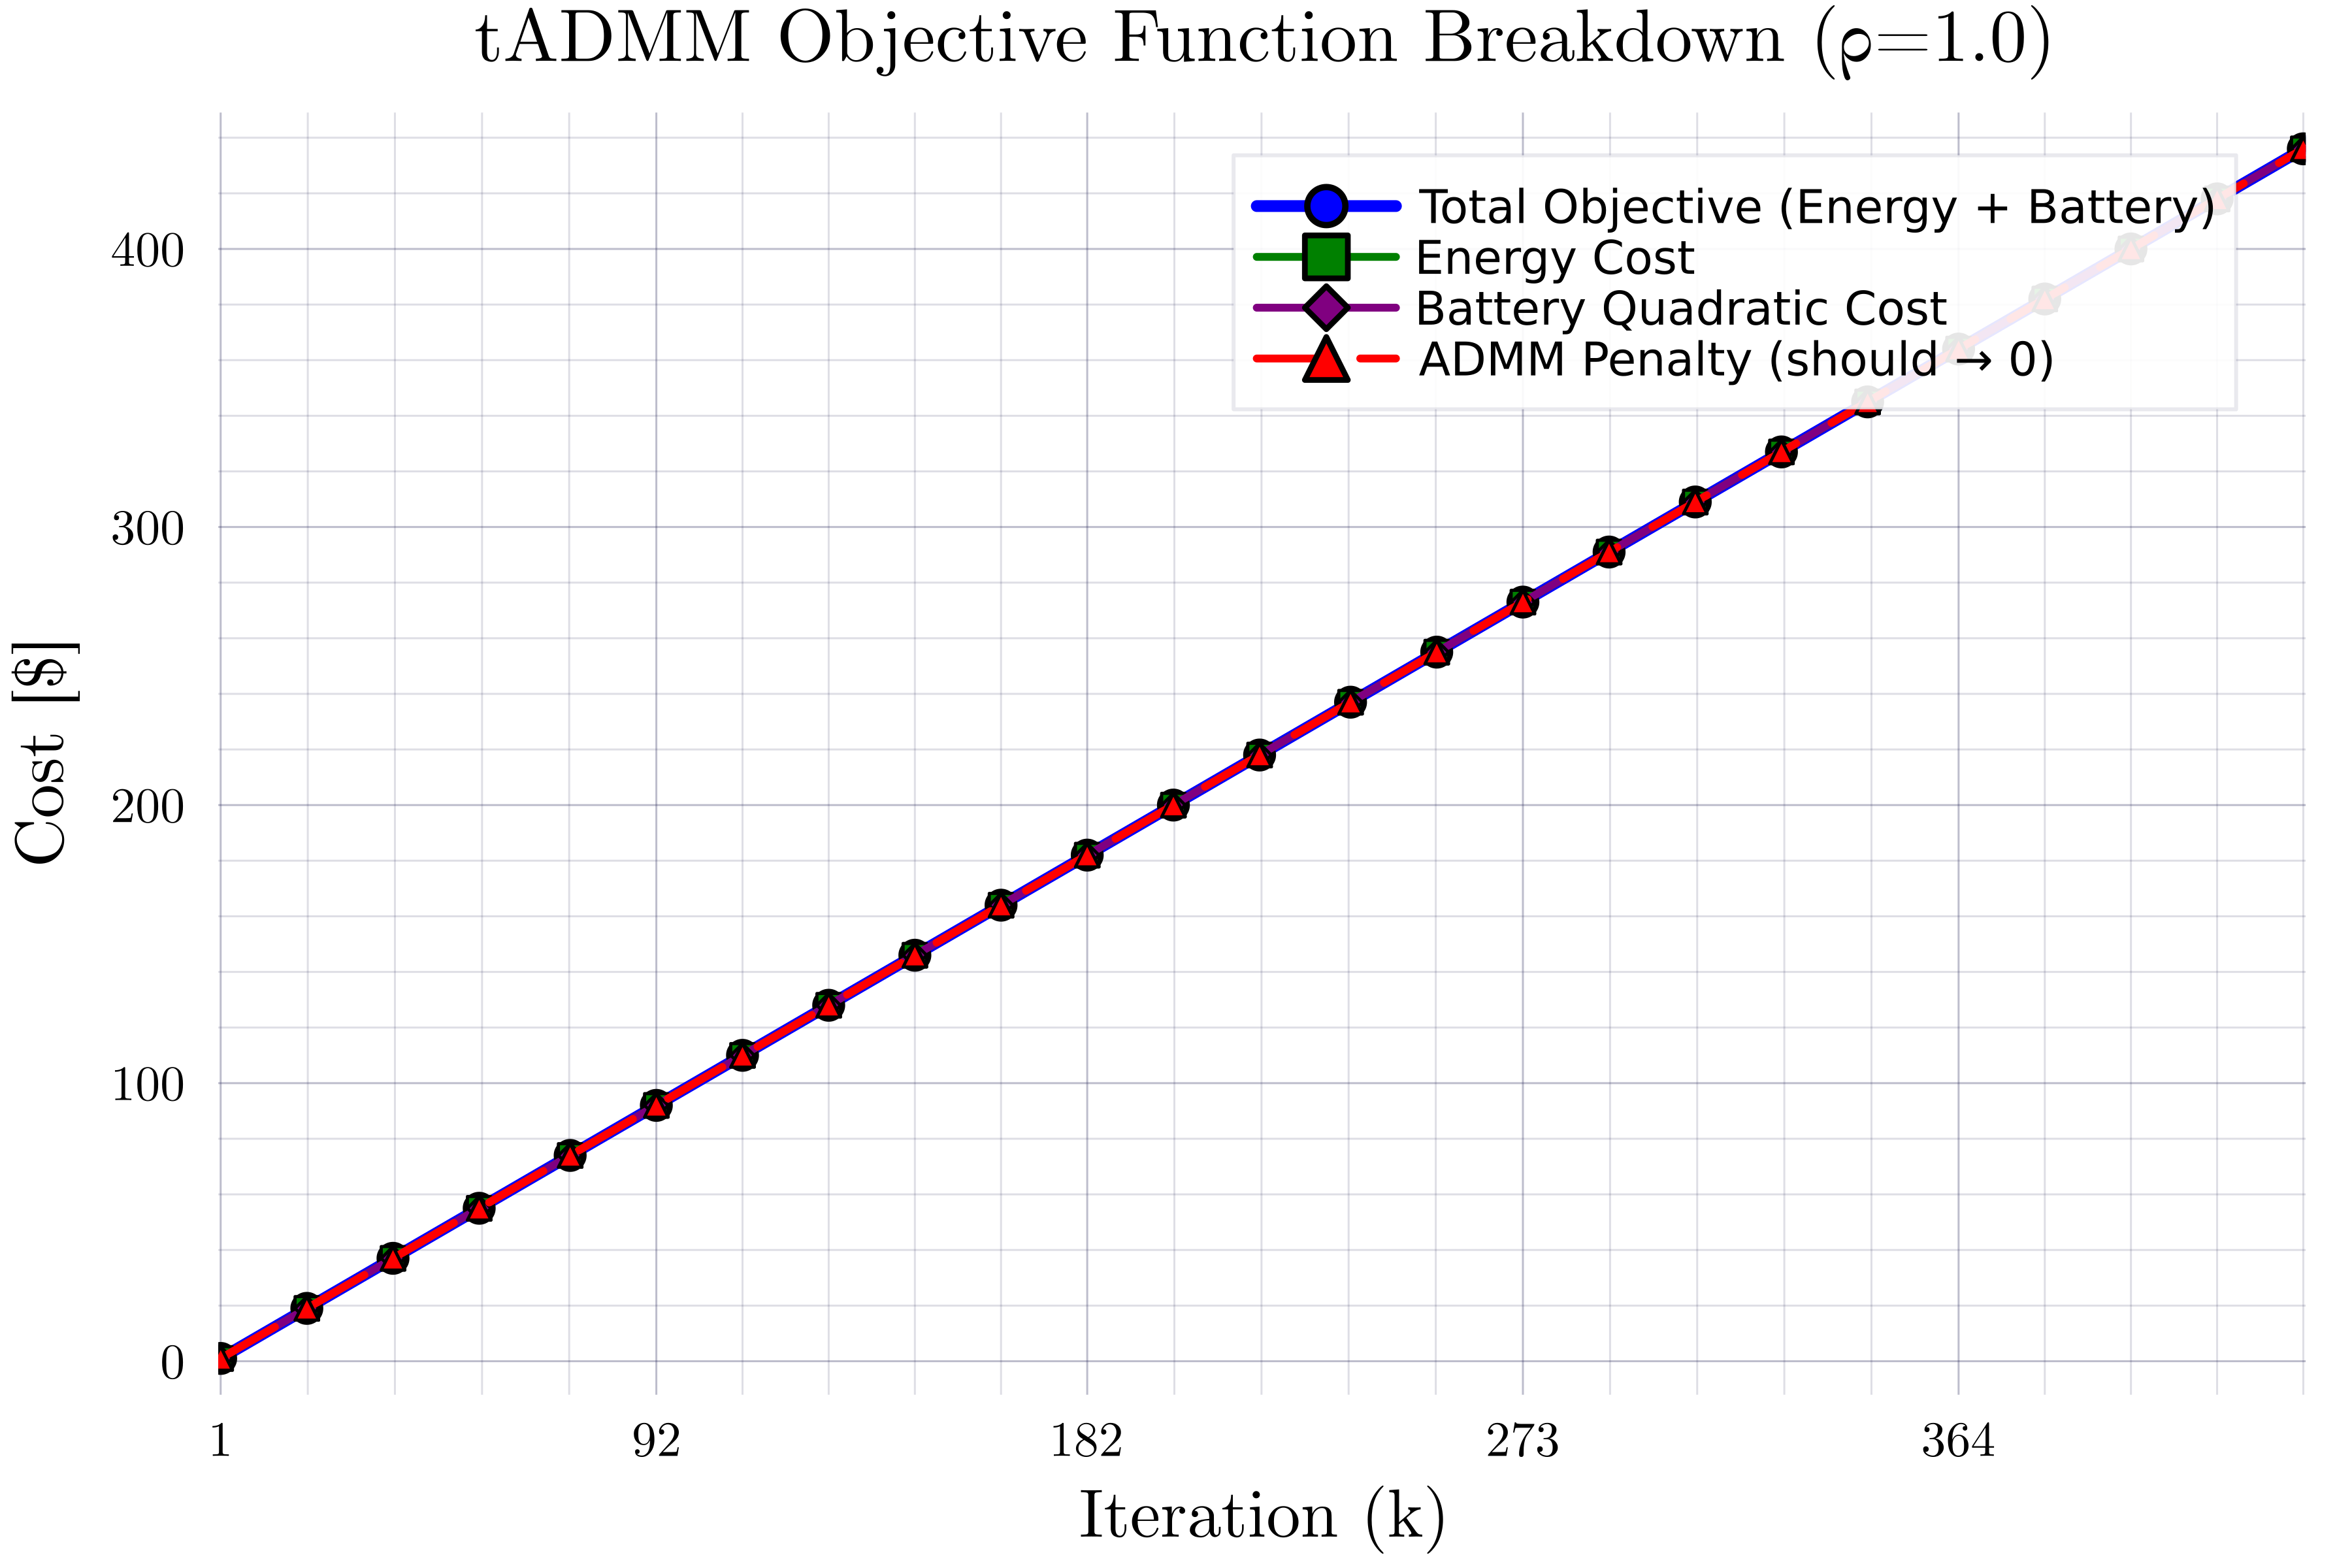 tADMM Objective Function Breakdown (ρ=1.0)
Total Objective (Energy + Battery)
Energy Cost
Battery Quadratic Cost
ADMM Penalty (should → 0)
Cost [$]
400
300
200
100
0
1 92 182 273 364
Iteration (k)